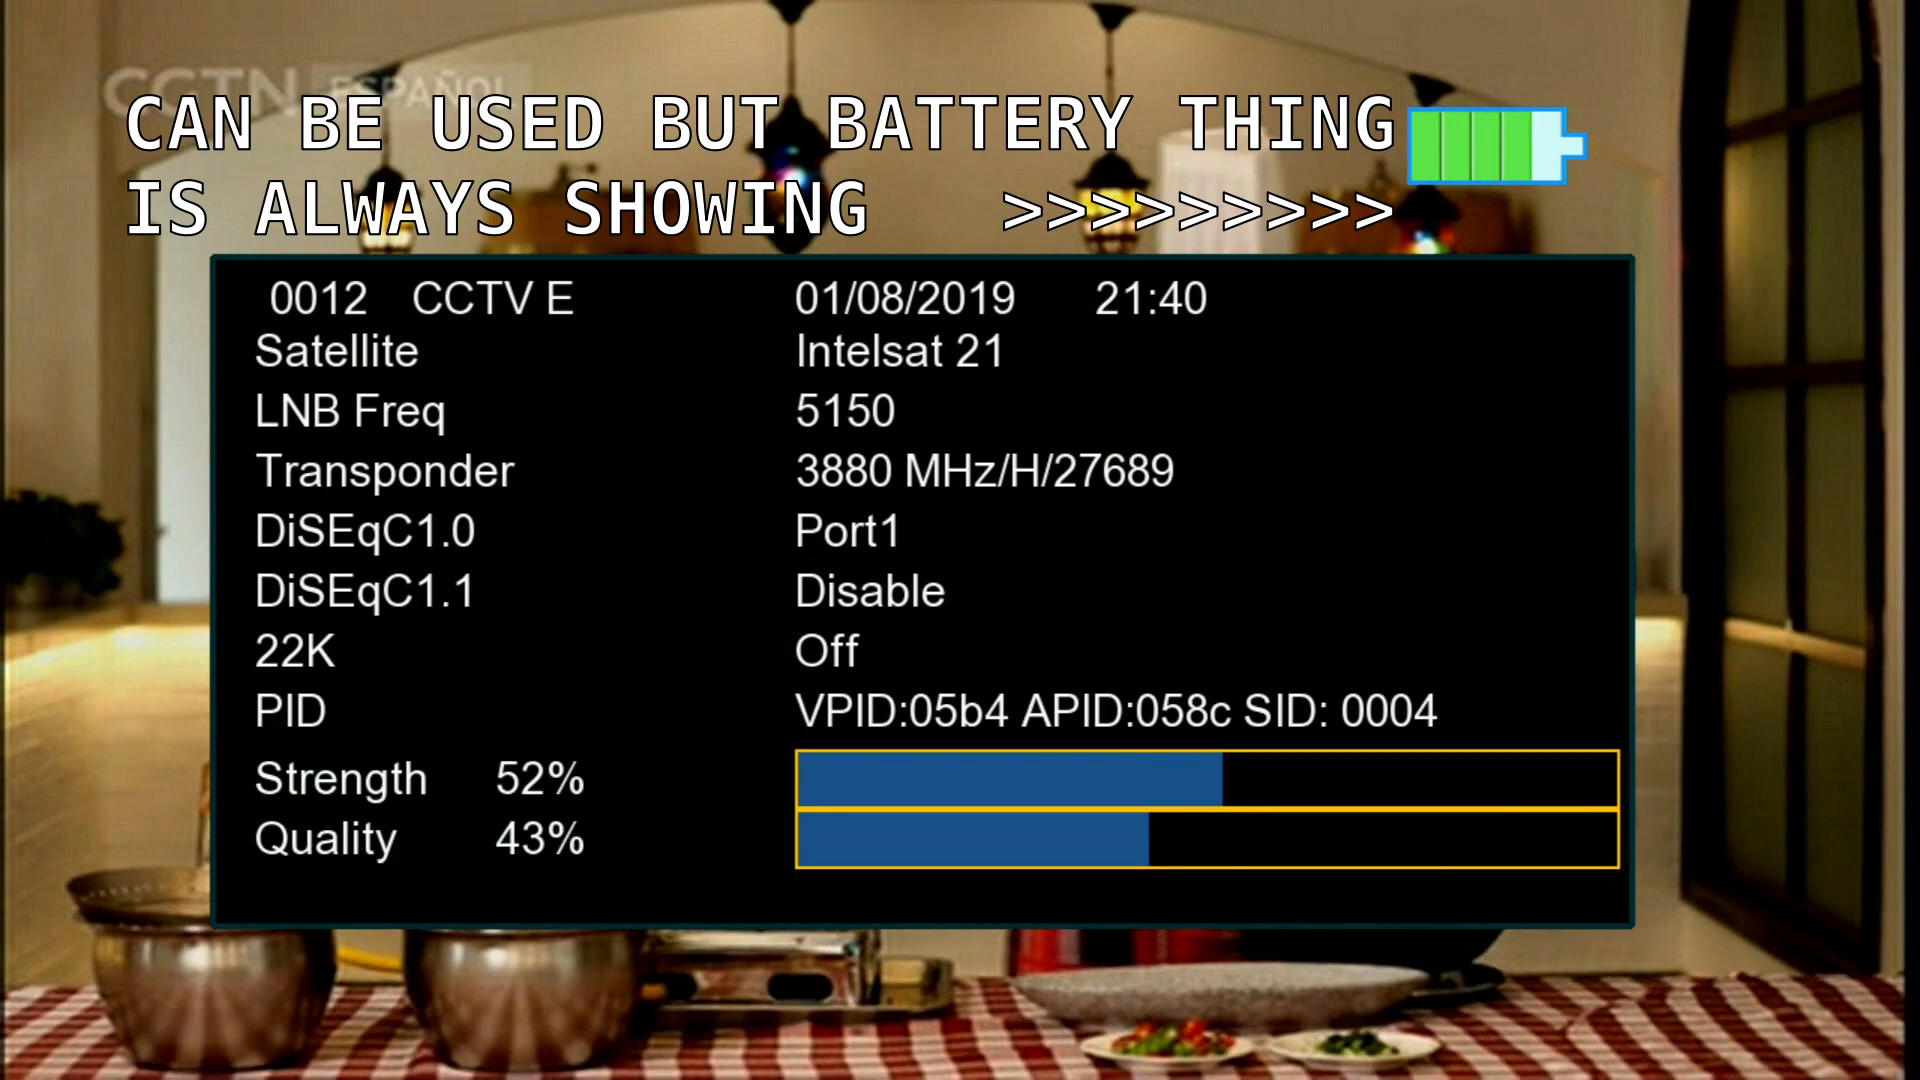 CGTN ESPAÑOL
CAN BE USED BUT BATTERY THING
IS ALWAYS SHOWING >>>>>>>>>
0012 CCTV E 01/08/2019 21:40
Satellite Intelsat 21
LNB Freq 5150
Transponder 3880 MHz/H/27689
DiSEqC1.0 Port1
DiSEqC1.1 Disable
22K Off
PID VPID:05b4 APID:058c SID: 0004
Strength 52%
Quality 43%